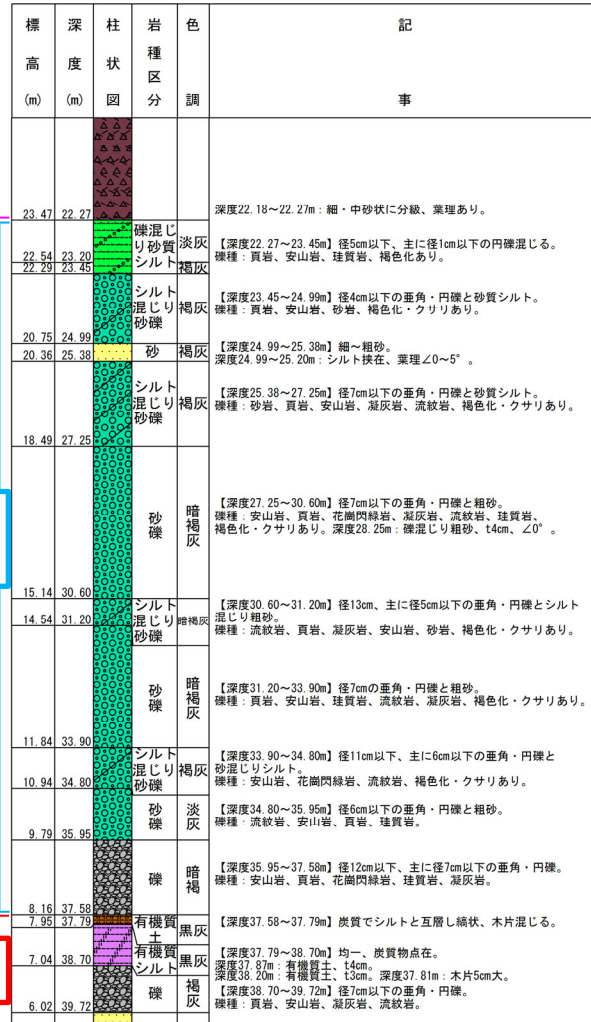 標高(m) 深度(m) 柱状図 岩種区分 色調 記事
23.47 22.27
深度22.18~22.27m:細・中砂状に分級、葉理あり。
22.54 23.20
22.29 23.45
礫混じり砂質シルト 淡灰 褐灰
【深度22.27~23.45m】径5cm以下、主に径1cm以下の円礫混じる。
礫種:頁岩、安山岩、珪質岩、褐色化あり。
20.75 24.99
シルト混じり砂礫 褐灰
【深度23.45~24.99m】径4cm以下の亜角・円礫と砂質シルト。
礫種:頁岩、安山岩、砂岩、褐色化・クサリあり。
20.36 25.38
砂 褐灰
【深度24.99~25.38m】細~粗砂。
深度24.99~25.20m:シルト挟在、葉理∠0~5°。
18.49 27.25
シルト混じり砂礫 褐灰
【深度25.38~27.25m】径7cm以下の亜角・円礫と砂質シルト。
礫種:砂岩、頁岩、安山岩、凝灰岩、流紋岩、褐色化・クサリあり。
15.14 30.60
砂礫 暗褐灰
【深度27.25~30.60m】径7cm以下の亜角・円礫と粗砂。
礫種:安山岩、頁岩、花崗閃緑岩、凝灰岩、流紋岩、珪質岩、
褐色化・クサリあり。深度28.25m:礫混じり粗砂、t4cm、∠0°。
14.54 31.20
シルト混じり砂礫 暗褐灰
【深度30.60~31.20m】径13cm、主に径5cm以下の亜角・円礫とシルト
混じり粗砂。
礫種:流紋岩、頁岩、凝灰岩、安山岩、砂岩、褐色化・クサリあり。
11.84 33.90
砂礫 暗褐灰
【深度31.20~33.90m】径7cmの亜角・円礫と粗砂。
礫種:頁岩、安山岩、珪質岩、流紋岩、凝灰岩、褐色化・クサリあり。
10.94 34.80
シルト混じり砂礫 褐灰
【深度33.90~34.80m】径11cm以下、主に6cm以下の亜角・円礫と
砂混じりシルト。
礫種:安山岩、花崗閃緑岩、流紋岩、褐色化・クサリあり。
9.79 35.95
砂礫 淡灰
【深度34.80~35.95m】径6cm以下の亜角・円礫と粗砂。
礫種:流紋岩、安山岩、頁岩、珪質岩。
8.16 37.58
礫 暗褐
【深度35.95~37.58m】径12cm以下、主に径7cm以下の亜角・円礫。
礫種:安山岩、頁岩、花崗閃緑岩、珪質岩、凝灰岩。
7.95 37.79
有機質土 黒灰
【深度37.58~37.79m】炭質でシルトと互層し縞状、木片混じる。
7.04 38.70
有機質シルト 黒灰
【深度37.79~38.70m】均一、炭質物点在。
深度37.87m:有機質土、t4cm。
深度38.20m:有機質土、t3cm。深度37.81m:木片5cm大。
6.02 39.72
礫 褐灰
【深度38.70~39.72m】径7cm以下の亜角・円礫。
礫種:頁岩、安山岩、凝灰岩、流紋岩。